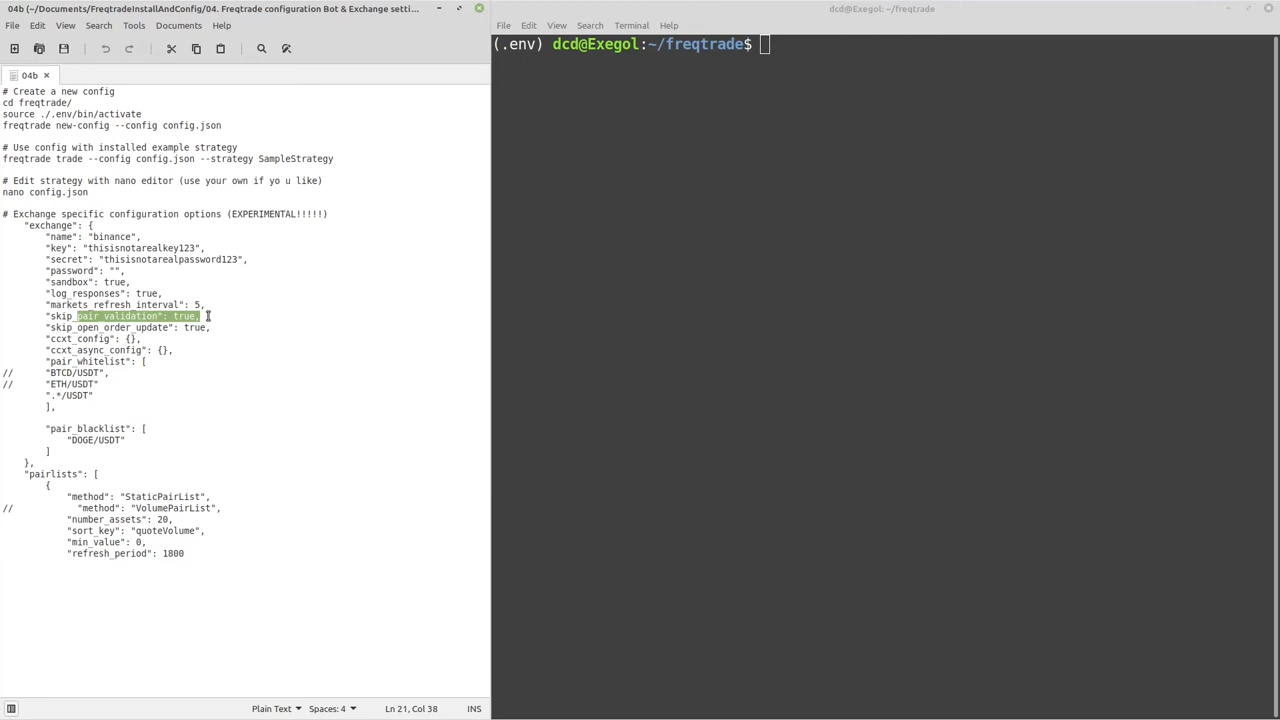 04b (~/Documents/FreqtradeInstallAndConfig/04. Freqtrade configuration Bot & Exchange setti...
File Edit View Search Tools Documents Help
04b
# Create a new config
cd freqtrade/
source ./.env/bin/activate
freqtrade new-config --config config.json
# Use config with installed example strategy
freqtrade trade --config config.json --strategy SampleStrategy
# Edit strategy with nano editor (use your own if yo u like)
nano config.json
# Exchange specific configuration options (EXPERIMENTAL!!!!!)
"exchange": {
"name": "binance",
"key": "thisisnotarealkey123",
"secret": "thisisnotarealpassword123",
"password": "",
"sandbox": true,
"log_responses": true,
"markets_refresh_interval": 5,
"skip_pair_validation": true,
"skip_open_order_update": true,
"ccxt_config": {},
"ccxt_async_config": {},
"pair_whitelist": [
// "BTCD/USDT",
// "ETH/USDT"
".*/USDT"
],
"pair_blacklist": [
"DOGE/USDT"
]
},
"pairlists": [
{
"method": "StaticPairList",
// "method": "VolumePairList",
"number_assets": 20,
"sort_key": "quoteVolume",
"min_value": 0,
"refresh_period": 1800
Plain Text Spaces: 4 Ln 21, Col 38 INS
dcd@Exegol: ~/freqtrade
File Edit View Search Terminal Help
(.env) dcd@Exegol:~/freqtrade$